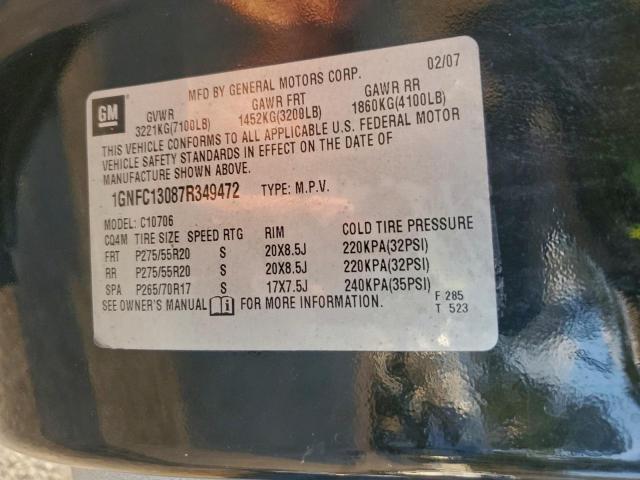 MFD BY GENERAL MOTORS CORP. 02/07
GM
GVWR GAWR FRT GAWR RR
3221KG(7100LB) 1452KG(3200LB) 1860KG(4100LB)
THIS VEHICLE CONFORMS TO ALL APPLICABLE U.S. FEDERAL MOTOR
VEHICLE SAFETY STANDARDS IN EFFECT ON THE DATE OF
MANUFACTURE SHOWN ABOVE.
1GNFC13087R349472 TYPE: M.P.V.
MODEL: C10706
CQ4M TIRE SIZE SPEED RTG RIM COLD TIRE PRESSURE
FRT P275/55R20 S 20X8.5J 220KPA(32PSI)
RR P275/55R20 S 20X8.5J 220KPA(32PSI)
SPA P265/70R17 S 17X7.5J 240KPA(35PSI)
SEE OWNER'S MANUAL FOR MORE INFORMATION.
F 285
T 523